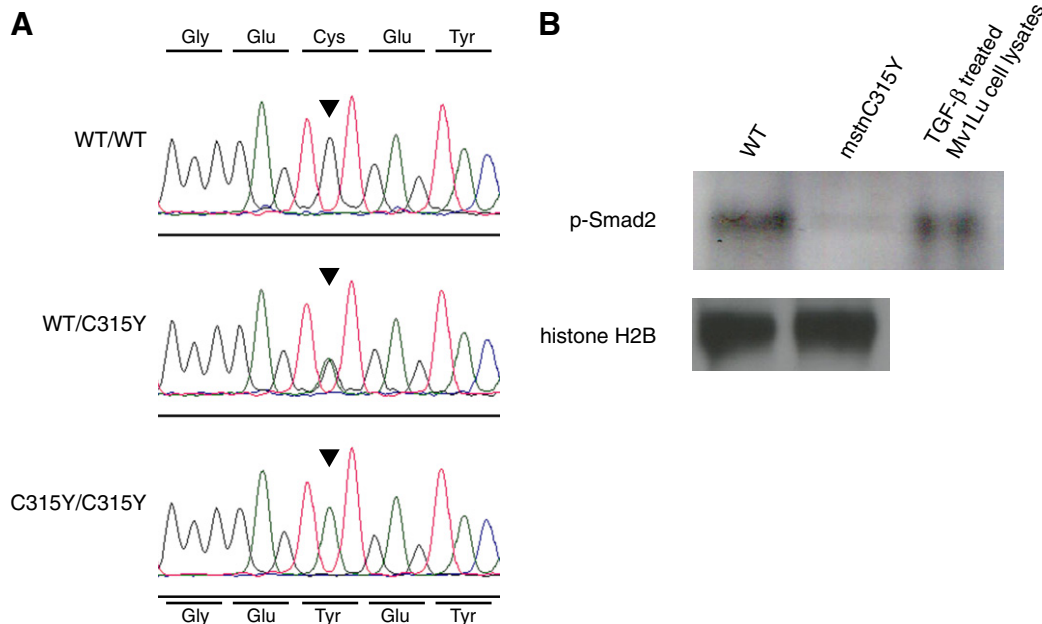 A
Gly Glu Cys Glu Tyr
WT/WT
WT/C315Y
C315Y/C315Y
Gly Glu Tyr Glu Tyr
B
WT
mstnC315Y
TGF-β treated
Mv1Lu cell lysates
p-Smad2
histone H2B